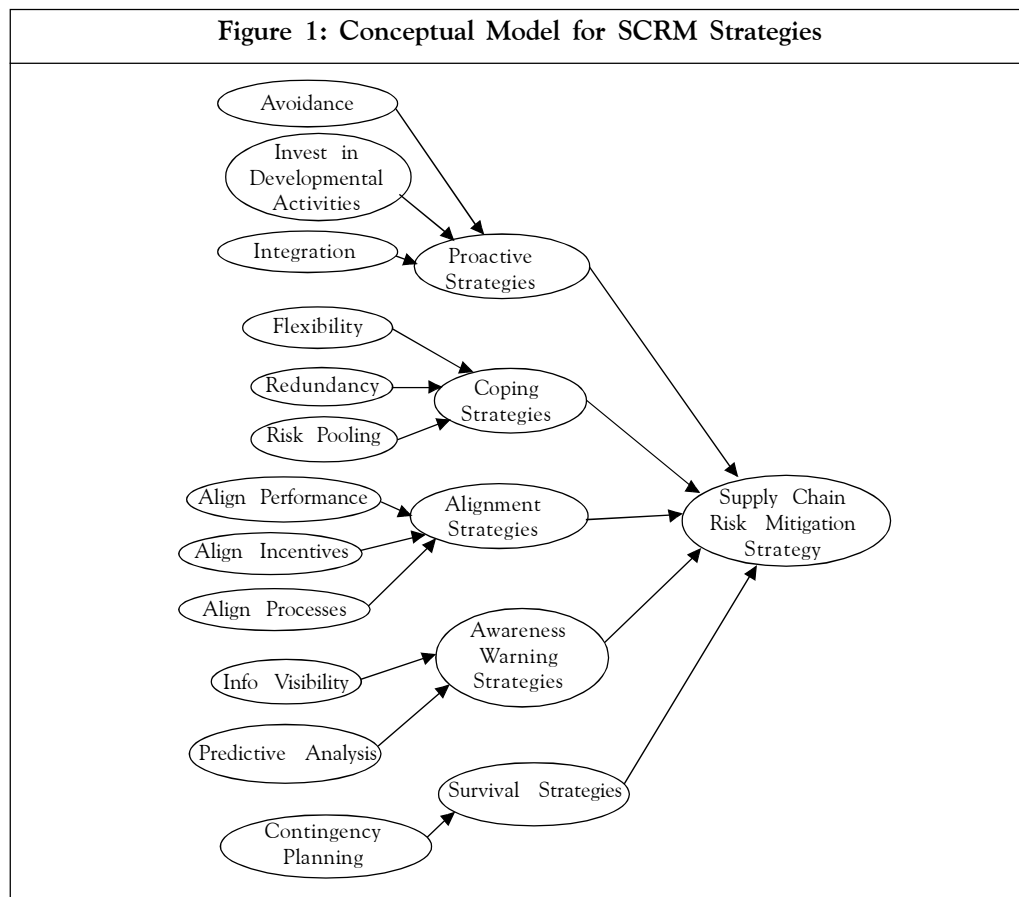 Figure 1: Conceptual Model for SCRM Strategies
Avoidance
Invest in
Developmental
Activities
Integration
Proactive
Strategies
Flexibility
Redundancy
Risk Pooling
Coping
Strategies
Align Performance
Align Incentives
Align Processes
Alignment
Strategies
Supply Chain
Risk Mitigation
Strategy
Awareness
Warning
Strategies
Info Visibility
Predictive Analysis
Survival Strategies
Contingency
Planning